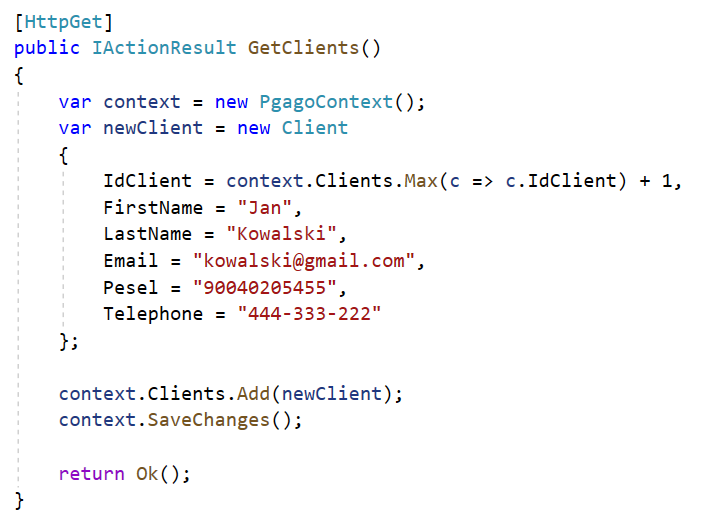 [HttpGet]
public IActionResult GetClients()
{
    var context = new PgagoContext();
    var newClient = new Client
    {
        IdClient = context.Clients.Max(c => c.IdClient) + 1,
        FirstName = "Jan",
        LastName = "Kowalski",
        Email = "kowalski@gmail.com",
        Pesel = "90040205455",
        Telephone = "444-333-222"
    };

    context.Clients.Add(newClient);
    context.SaveChanges();

    return Ok();
}